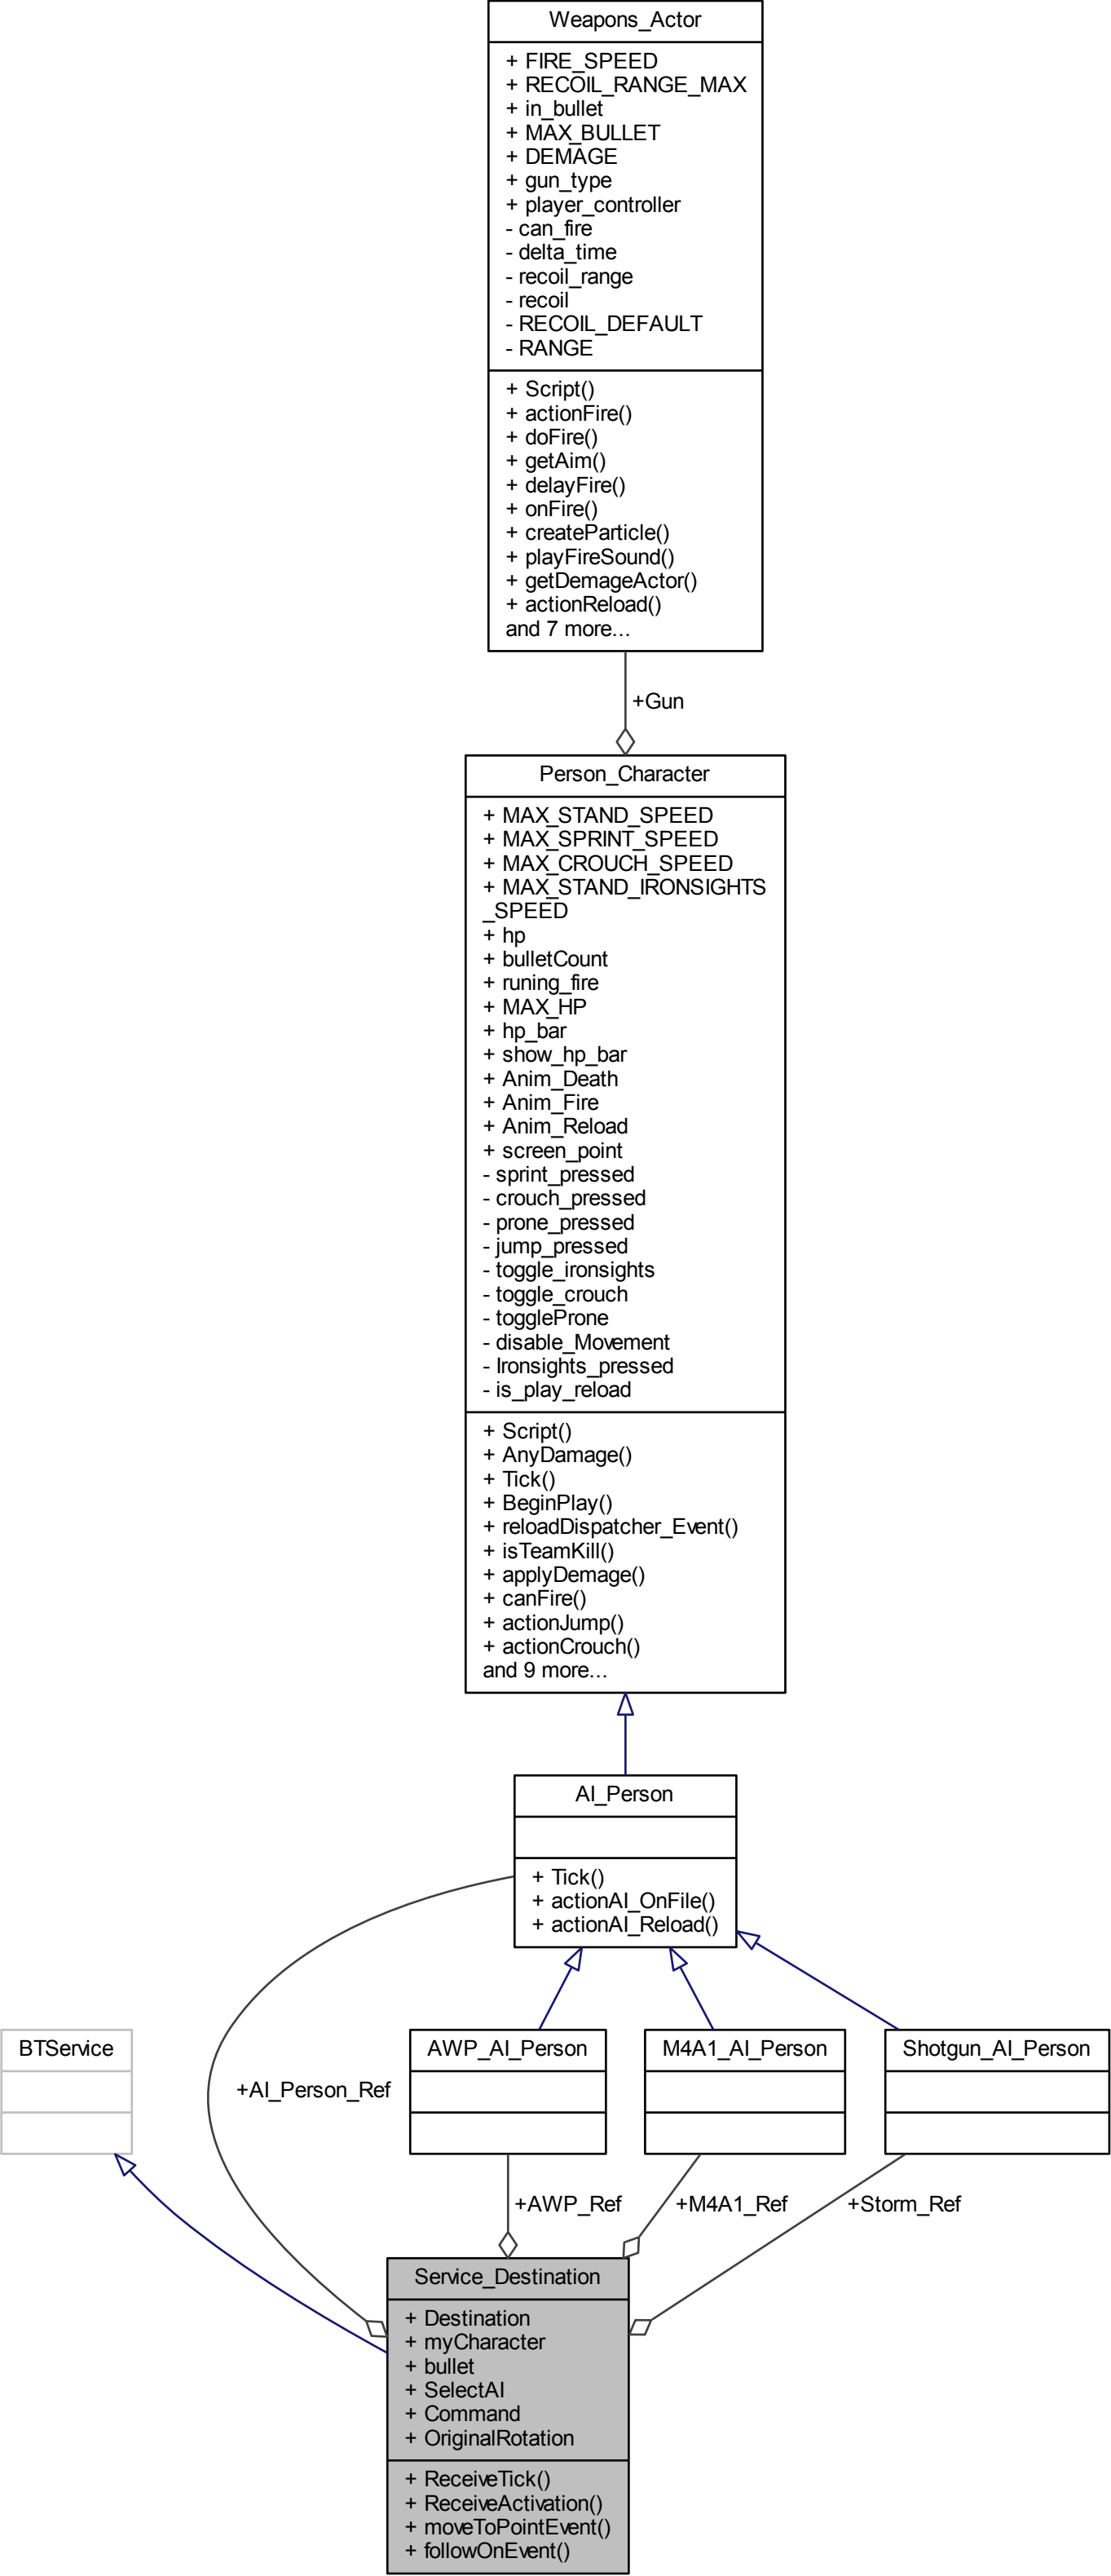 Weapons_Actor
+ FIRE_SPEED
+ RECOIL_RANGE_MAX
+ in_bullet
+ MAX_BULLET
+ DEMAGE
+ gun_type
+ player_controller
- can_fire
- delta_time
- recoil_range
- recoil
- RECOIL_DEFAULT
- RANGE
+ Script()
+ actionFire()
+ doFire()
+ getAim()
+ delayFire()
+ onFire()
+ createParticle()
+ playFireSound()
+ getDemageActor()
+ actionReload()
and 7 more...
+Gun
Person_Character
+ MAX_STAND_SPEED
+ MAX_SPRINT_SPEED
+ MAX_CROUCH_SPEED
+ MAX_STAND_IRONSIGHTS
_SPEED
+ hp
+ bulletCount
+ runing_fire
+ MAX_HP
+ hp_bar
+ show_hp_bar
+ Anim_Death
+ Anim_Fire
+ Anim_Reload
+ screen_point
- sprint_pressed
- crouch_pressed
- prone_pressed
- jump_pressed
- toggle_ironsights
- toggle_crouch
- toggleProne
- disable_Movement
- Ironsights_pressed
- is_play_reload
+ Script()
+ AnyDamage()
+ Tick()
+ BeginPlay()
+ reloadDispatcher_Event()
+ isTeamKill()
+ applyDemage()
+ canFire()
+ actionJump()
+ actionCrouch()
and 9 more...
AI_Person
+ Tick()
+ actionAI_OnFile()
+ actionAI_Reload()
BTService
AWP_AI_Person
M4A1_AI_Person
Shotgun_AI_Person
+AI_Person_Ref
+AWP_Ref
+M4A1_Ref
+Storm_Ref
Service_Destination
+ Destination
+ myCharacter
+ bullet
+ SelectAI
+ Command
+ OriginalRotation
+ ReceiveTick()
+ ReceiveActivation()
+ moveToPointEvent()
+ followOnEvent()